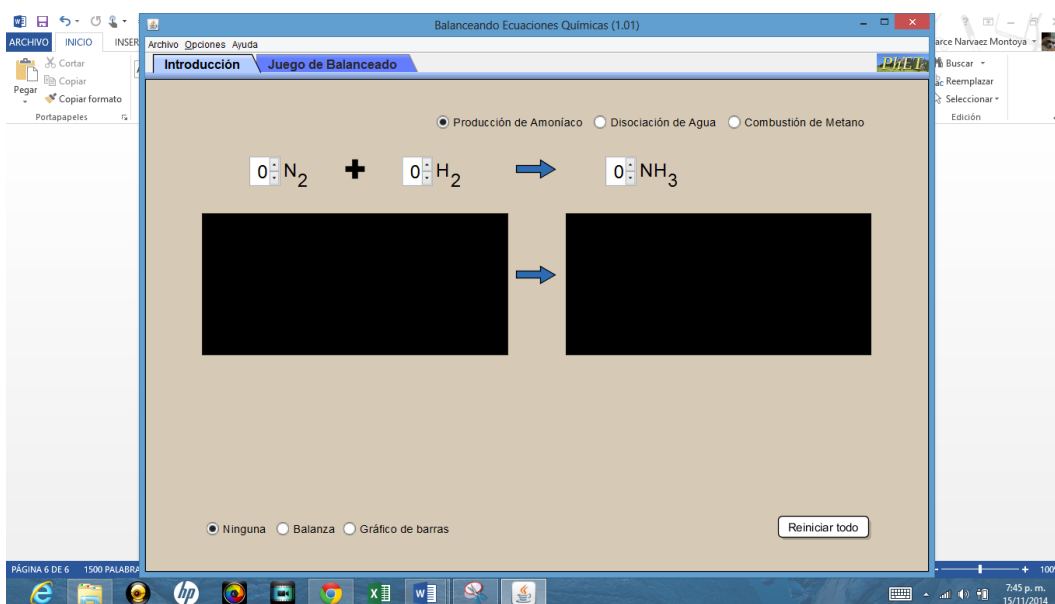 Balanceando Ecuaciones Químicas (1.01)
ARCHIVO INICIO
Archivo Opciones Ayuda
Narvaez Montoya
Introducción Juego de Balanceado
PhET
Cortar
Copiar
Pegar
Copiar formato
Portapapeles
Buscar
Reemplazar
Seleccionar
Edición
Producción de Amoníaco Disociación de Agua Combustión de Metano
0 N2 + 0 H2 0 NH3
Ninguna Balanza Gráfico de barras
Reiniciar todo
PÁGINA 6 DE 6 1500
hp
7:45 p. m.
15/11/2014